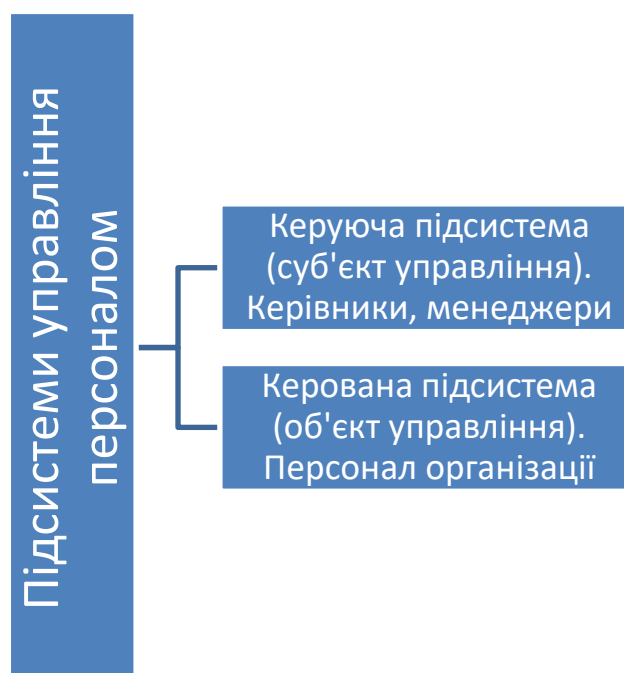 Підсистеми управління
персоналом
Керуюча підсистема
(суб'єкт управління).
Керівники, менеджери
Керована підсистема
(об'єкт управління).
Персонал організації